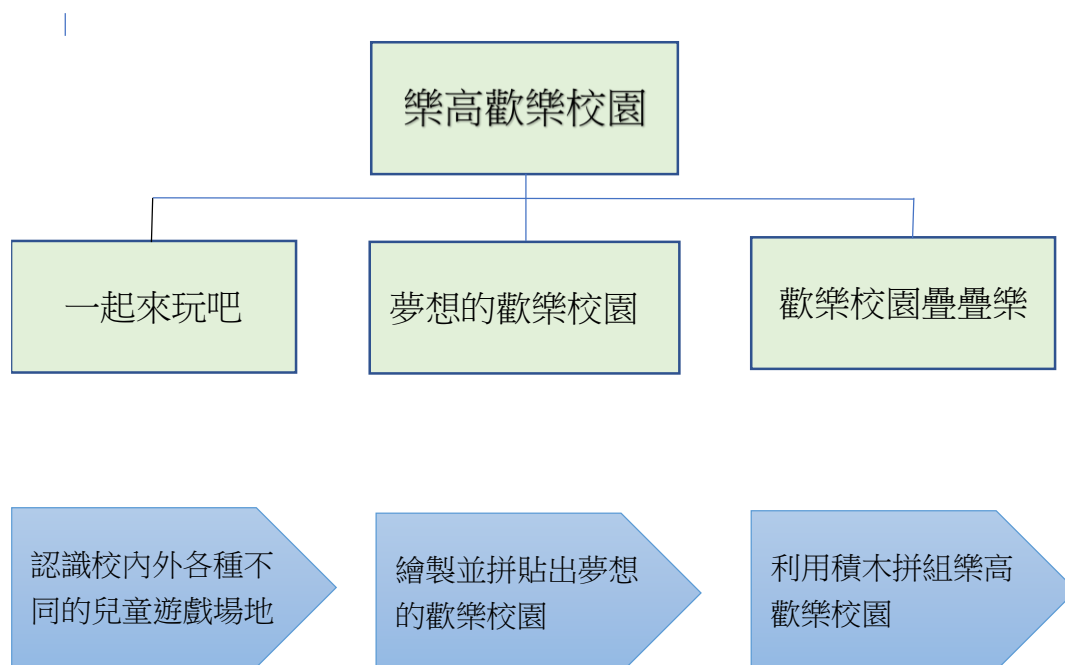 樂高歡樂校園
一起來玩吧
夢想的歡樂校園
歡樂校園疊疊樂
認識校內外各種不
同的兒童遊戲場地
繪製並拼貼出夢想
的歡樂校園
利用積木拼組樂高
歡樂校園